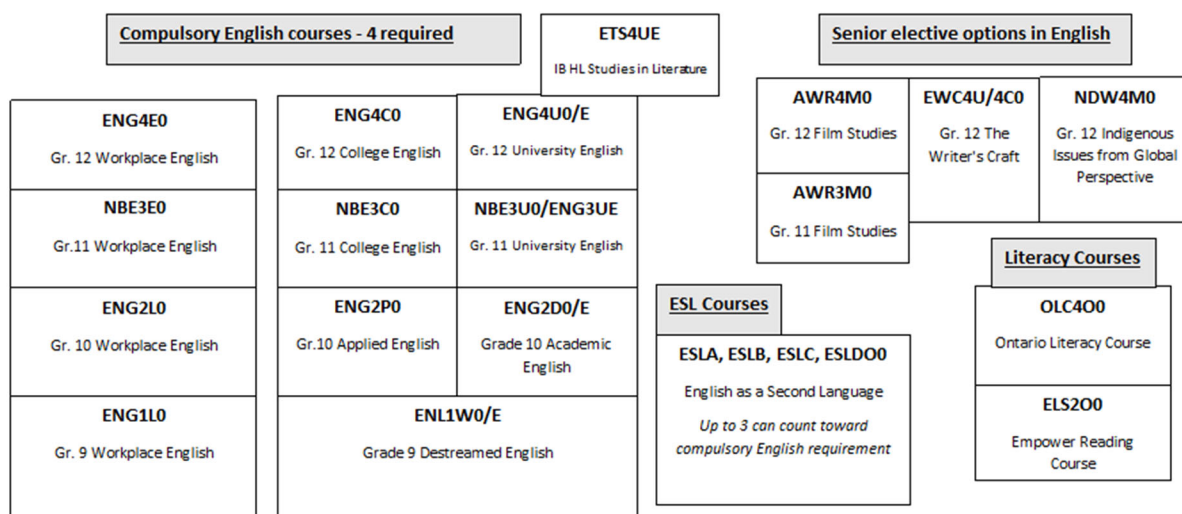 Compulsory English courses - 4 required
ETS4UE
IB HL Studies in Literature
ENG4E0
Gr. 12 Workplace English
NBE3E0
Gr.11 Workplace English
ENG2L0
Gr. 10 Workplace English
ENG1L0
Gr. 9 Workplace English
ENG4C0
Gr. 12 College English
ENG4U0/E
Gr. 12 University English
NBE3C0
Gr. 11 College English
NBE3U0/ENG3UE
Gr. 11 University English
ENG2P0
Gr.10 Applied English
ENG2D0/E
Grade 10 Academic
English
ENL1W0/E
Grade 9 Destreamed English
Senior elective options in English
AWR4M0
Gr. 12 Film Studies
AWR3M0
Gr. 11 Film Studies
EWC4U/4C0
Gr. 12 The
Writer's Craft
NDW4M0
Gr. 12 Indigenous
Issues from Global
Perspective
ESL Courses
ESLA, ESLB, ESLC, ESLDO0
English as a Second Language
Up to 3 can count toward
compulsory English requirement
Literacy Courses
OLC4O0
Ontario Literacy Course
ELS2O0
Empower Reading
Course